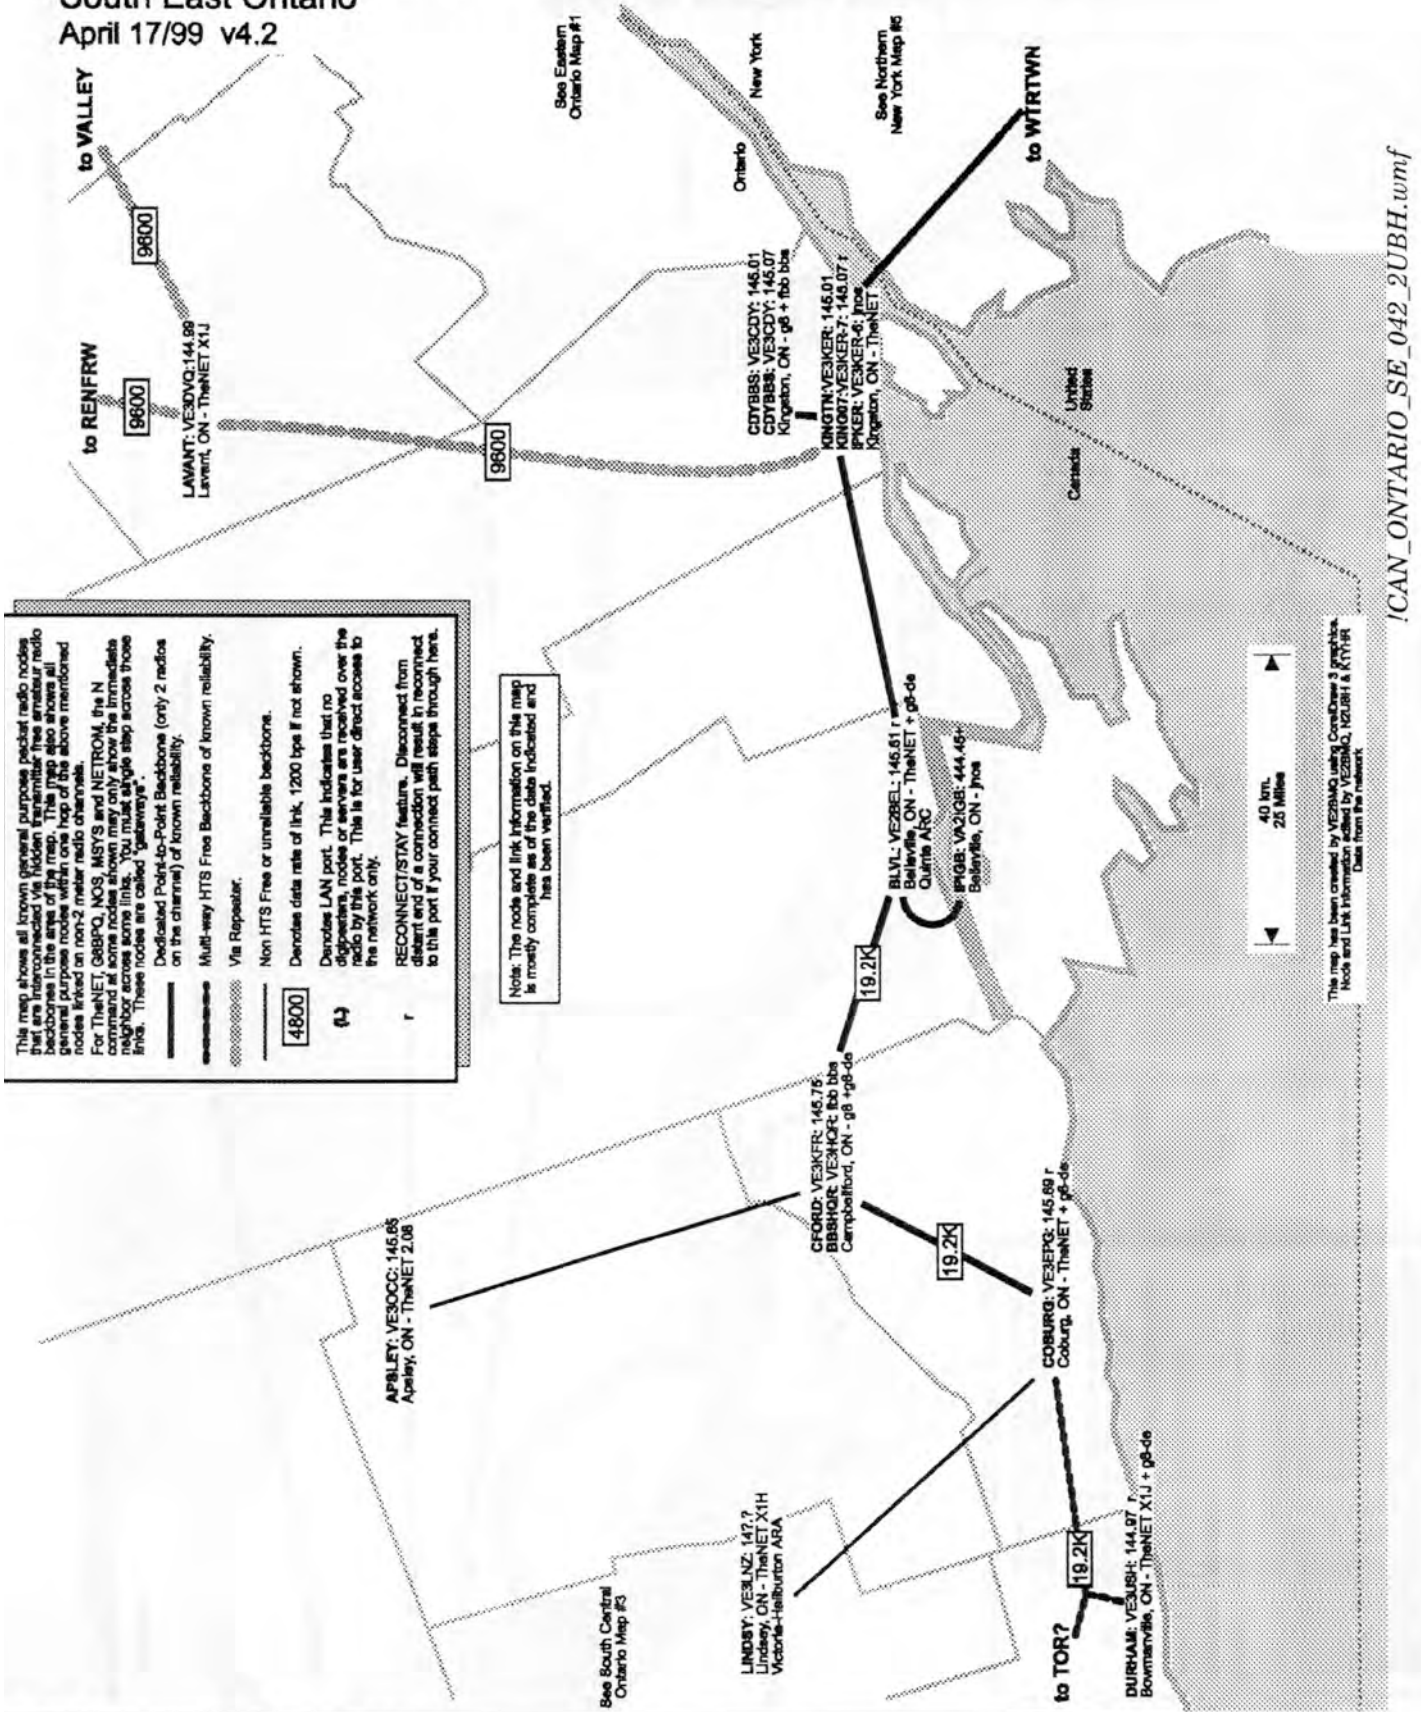 South East Ontario
April 17/99 v4.2
This map shows all known general purpose packet radio nodes
that are interconnected via hidden transmitter free amateur radio
backbones in the area of the map. This map also shows all
general purpose nodes within one hop of the above mentioned
nodes linked on non-2 meter radio channels.
For TheNET, G8BPQ, NOS, MSYS and NETROM, the N
command at some nodes shown may only show the immediate
neighbor across some links. You must single step across those
links. These nodes are called "gateways".
Dedicated Point-to-Point Backbone (only 2 radios
on the channel) of known reliability.
Multi-way HTS Free Backbone of known reliability.
Via Repeater.
Non HTS Free or unreliable backbone.
4800
Denotes data rate of link, 1200 bps if not shown.
(L)
Denotes LAN port. This indicates that no
digipeaters, nodes or servers are received over the
radio by this port. This is for user direct access to
the network only.
r
RECONNECT/STAY feature. Disconnect from
distant end of a connection will result in reconnect
to this port if your connect path steps through here.
Note: The node and link information on this map
is mostly complete as of the date indicated and
has been verified.
to VALLEY
9600
to RENFRW
9600
LAVANT: VE3DVQ:144.99
Lavant, ON - TheNET X1J
9600
See Eastern
Ontario Map #1
New York
Ontario
See Northern
New York Map #5
to WTRTWN
CDYBBS: VE3CDY: 145.01
CDYBBS: VE3CDY: 145.07
Kingston, ON - g8 + fbb bbs
KINGTN:VE3KER: 145.01
KING07:VE3KER-7: 145.07 r
IPKER: VE3KER-6: jnos
Kingston, ON - TheNET
United
States
Canada
BLVL: VE2BEL: 145.61 r
Belleville, ON - TheNET + g8-de
Quinte ARC
IPIGB: VA2IGB: 444.45+
Belleville, ON - jnos
19.2K
CFORD: VE3KFR: 145.75
BBSHQR: VE3HQR: fbb bbs
Campbellford, ON - g8 +g8-de
19.2K
APSLEY: VE3OCC: 145.65
Apsley, ON - TheNET 2.08
COBURG: VE3EPG: 145.69 r
Coburg, ON - TheNET + g8-de
LINDSY: VE3LNZ: 14?.?
Lindsey, ON - TheNET X1H
Victoria-Haliburton ARA
See South Central
Ontario Map #3
19.2K
to TOR?
DURHAM: VE3USH: 144.97 r
Bowmanville, ON - TheNET X1J + g8-de
40 km.
25 Miles
This map has been created by VE2BMQ using CorelDraw 3 graphics.
Node and Link Information edited by VE2BMQ, N2UBH & K1YHR
Data from the network
!CAN_ONTARIO_SE_042_2UBH.wmf